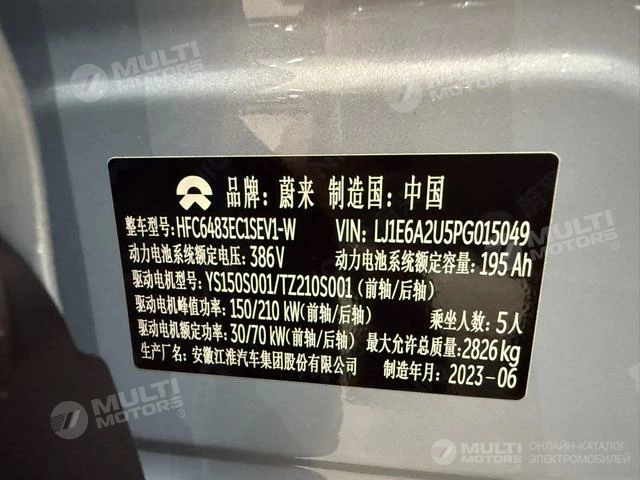 MULTI
MOTORS
MULTI
MOTORS
品牌: 蔚来 制造国: 中国
整车型号: HFC6483EC1SEV1-W VIN: LJ1E6A2U5PG015049
动力电池系统额定电压: 386V 动力电池系统额定容量: 195 Ah
驱动电机型号: YS150S001/TZ210S001 (前轴/后轴)
驱动电机峰值功率: 150/210 kW (前轴/后轴) 乘坐人数: 5人
驱动电机额定功率: 30/70 kW (前轴/后轴) 最大允许总质量: 2826 kg
生产厂名: 安徽江淮汽车集团股份有限公司 制造年月: 2023-06
MULTI
MOTORS
MULTI
MOTORS
ОНЛАЙН-КАТАЛОГ
ЭЛЕКТРОМОБИЛЕЙ